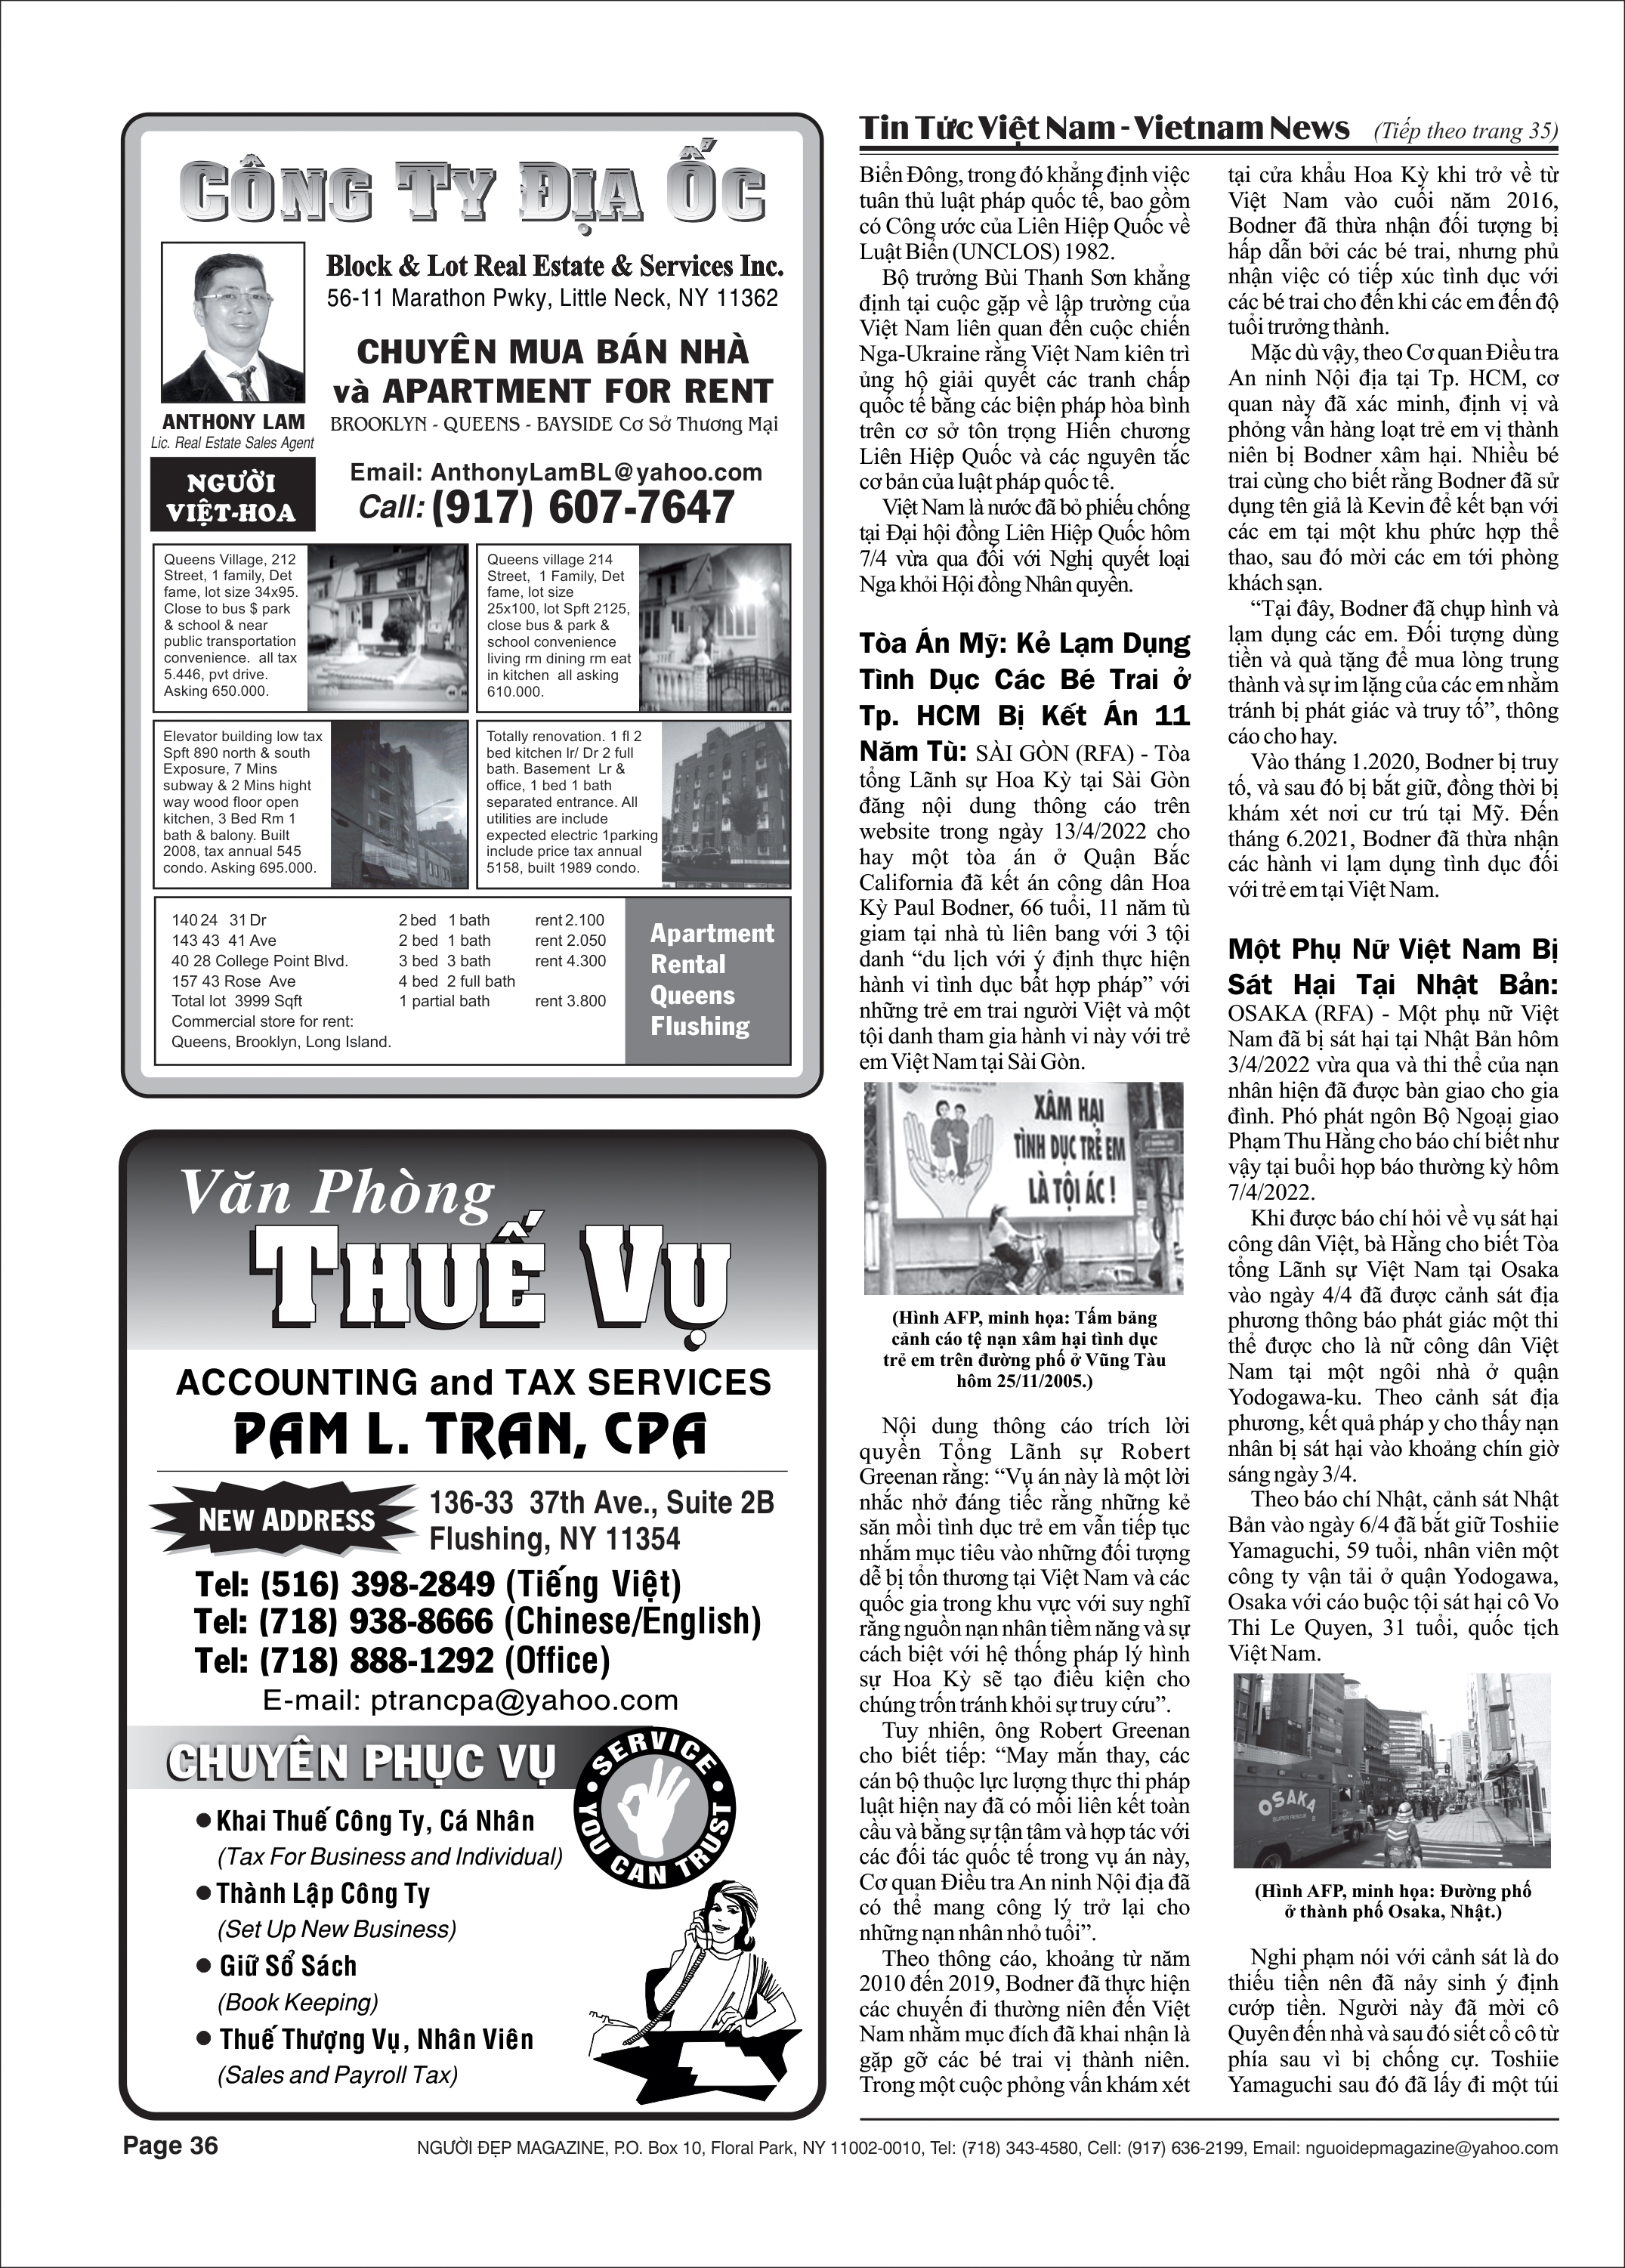 CÔNG TY ĐỊA ỐC
Block & Lot Real Estate & Services Inc.
56-11 Marathon Pwky, Little Neck, NY 11362
CHUYÊN MUA BÁN NHÀ
và APARTMENT FOR RENT
BROOKLYN - QUEENS - BAYSIDE Cơ Sở Thương Mại
ANTHONY LAM
Lic. Real Estate Sales Agent
NGƯỜI
VIỆT-HOA
Email: AnthonyLamBL@yahoo.com
Call: (917) 607-7647
Queens Village, 212
Street, 1 family, Det
fame, lot size 34x95.
Close to bus $ park
& school & near
public transportation
convenience. all tax
5.446, pvt drive.
Asking 650.000.
Queens village 214
Street, 1 Family, Det
fame, lot size
25x100, lot Spft 2125,
close bus & park &
school convenience
living rm dining rm eat
in kitchen all asking
610.000.
Elevator building low tax
Spft 890 north & south
Exposure, 7 Mins
subway & 2 Mins hight
way wood floor open
kitchen, 3 Bed Rm 1
bath & balony. Built
2008, tax annual 545
condo. Asking 695.000.
Totally renovation. 1 fl 2
bed kitchen lr/ Dr 2 full
bath. Basement Lr &
office, 1 bed 1 bath
separated entrance. All
utilities are include
expected electric 1parking
include price tax annual
5158, built 1989 condo.
140 24 31 Dr 2 bed 1 bath rent 2.100
143 43 41 Ave 2 bed 1 bath rent 2.050
40 28 College Point Blvd. 3 bed 3 bath rent 4.300
157 43 Rose Ave 4 bed 2 full bath
Total lot 3999 Sqft 1 partial bath rent 3.800
Commercial store for rent:
Queens, Brooklyn, Long Island.
Apartment
Rental
Queens
Flushing
Văn Phòng
THUẾ VỤ
ACCOUNTING and TAX SERVICES
PAM L. TRAN, CPA
NEW ADDRESS
136-33 37th Ave., Suite 2B
Flushing, NY 11354
Tel: (516) 398-2849 (Tiếng Việt)
Tel: (718) 938-8666 (Chinese/English)
Tel: (718) 888-1292 (Office)
E-mail: ptrancpa@yahoo.com
CHUYÊN PHỤC VỤ
SERVICE
YOU CAN TRUST
● Khai Thuế Công Ty, Cá Nhân
(Tax For Business and Individual)
● Thành Lập Công Ty
(Set Up New Business)
● Giữ Sổ Sách
(Book Keeping)
● Thuế Thượng Vụ, Nhân Viên
(Sales and Payroll Tax)
Tin Tức Việt Nam - Vietnam News (Tiếp theo trang 35)
Biển Đông, trong đó khẳng định việc
tuân thủ luật pháp quốc tế, bao gồm
có Công ước của Liên Hiệp Quốc về
Luật Biển (UNCLOS) 1982.
Bộ trưởng Bùi Thanh Sơn khẳng
định tại cuộc gặp về lập trường của
Việt Nam liên quan đến cuộc chiến
Nga-Ukraine rằng Việt Nam kiên trì
ủng hộ giải quyết các tranh chấp
quốc tế bằng các biện pháp hòa bình
trên cơ sở tôn trọng Hiến chương
Liên Hiệp Quốc và các nguyên tắc
cơ bản của luật pháp quốc tế.
Việt Nam là nước đã bỏ phiếu chống
tại Đại hội đồng Liên Hiệp Quốc hôm
7/4 vừa qua đối với Nghị quyết loại
Nga khỏi Hội đồng Nhân quyền.
Tòa Án Mỹ: Kẻ Lạm Dụng
Tình Dục Các Bé Trai ở
Tp. HCM Bị Kết Án 11
Năm Tù: SÀI GÒN (RFA) - Tòa
tổng Lãnh sự Hoa Kỳ tại Sài Gòn
đăng nội dung thông cáo trên
website trong ngày 13/4/2022 cho
hay một tòa án ở Quận Bắc
California đã kết án công dân Hoa
Kỳ Paul Bodner, 66 tuổi, 11 năm tù
giam tại nhà tù liên bang với 3 tội
danh “du lịch với ý định thực hiện
hành vi tình dục bất hợp pháp” với
những trẻ em trai người Việt và một
tội danh tham gia hành vi này với trẻ
em Việt Nam tại Sài Gòn.
XÂM HẠI
TÌNH DỤC TRẺ EM
LÀ TỘI ÁC !
(Hình AFP, minh họa: Tấm bảng
cảnh cáo tệ nạn xâm hại tình dục
trẻ em trên đường phố ở Vũng Tàu
hôm 25/11/2005.)
Nội dung thông cáo trích lời
quyền Tổng Lãnh sự Robert
Greenan rằng: “Vụ án này là một lời
nhắc nhở đáng tiếc rằng những kẻ
săn mồi tình dục trẻ em vẫn tiếp tục
nhắm mục tiêu vào những đối tượng
dễ bị tổn thương tại Việt Nam và các
quốc gia trong khu vực với suy nghĩ
rằng nguồn nạn nhân tiềm năng và sự
cách biệt với hệ thống pháp lý hình
sự Hoa Kỳ sẽ tạo điều kiện cho
chúng trốn tránh khỏi sự truy cứu”.
Tuy nhiên, ông Robert Greenan
cho biết tiếp: “May mắn thay, các
cán bộ thuộc lực lượng thực thi pháp
luật hiện nay đã có mối liên kết toàn
cầu và bằng sự tận tâm và hợp tác với
các đối tác quốc tế trong vụ án này,
Cơ quan Điều tra An ninh Nội địa đã
có thể mang công lý trở lại cho
những nạn nhân nhỏ tuổi”.
Theo thông cáo, khoảng từ năm
2010 đến 2019, Bodner đã thực hiện
các chuyến đi thường niên đến Việt
Nam nhằm mục đích đã khai nhận là
gặp gỡ các bé trai vị thành niên.
Trong một cuộc phỏng vấn khám xét
tại cửa khẩu Hoa Kỳ khi trở về từ
Việt Nam vào cuối năm 2016,
Bodner đã thừa nhận đối tượng bị
hấp dẫn bởi các bé trai, nhưng phủ
nhận việc có tiếp xúc tình dục với
các bé trai cho đến khi các em đến độ
tuổi trưởng thành.
Mặc dù vậy, theo Cơ quan Điều tra
An ninh Nội địa tại Tp. HCM, cơ
quan này đã xác minh, định vị và
phỏng vấn hàng loạt trẻ em vị thành
niên bị Bodner xâm hại. Nhiều bé
trai cùng cho biết rằng Bodner đã sử
dụng tên giả là Kevin để kết bạn với
các em tại một khu phức hợp thể
thao, sau đó mời các em tới phòng
khách sạn.
“Tại đây, Bodner đã chụp hình và
lạm dụng các em. Đối tượng dùng
tiền và quà tặng để mua lòng trung
thành và sự im lặng của các em nhằm
tránh bị phát giác và truy tố”, thông
cáo cho hay.
Vào tháng 1.2020, Bodner bị truy
tố, và sau đó bị bắt giữ, đồng thời bị
khám xét nơi cư trú tại Mỹ. Đến
tháng 6.2021, Bodner đã thừa nhận
các hành vi lạm dụng tình dục đối
với trẻ em tại Việt Nam.
Một Phụ Nữ Việt Nam Bị
Sát Hại Tại Nhật Bản:
OSAKA (RFA) - Một phụ nữ Việt
Nam đã bị sát hại tại Nhật Bản hôm
3/4/2022 vừa qua và thi thể của nạn
nhân hiện đã được bàn giao cho gia
đình. Phó phát ngôn Bộ Ngoại giao
Phạm Thu Hằng cho báo chí biết như
vậy tại buổi họp báo thường kỳ hôm
7/4/2022.
Khi được báo chí hỏi về vụ sát hại
công dân Việt, bà Hằng cho biết Tòa
tổng Lãnh sự Việt Nam tại Osaka
vào ngày 4/4 đã được cảnh sát địa
phương thông báo phát giác một thi
thể được cho là nữ công dân Việt
Nam tại một ngôi nhà ở quận
Yodogawa-ku. Theo cảnh sát địa
phương, kết quả pháp y cho thấy nạn
nhân bị sát hại vào khoảng chín giờ
sáng ngày 3/4.
Theo báo chí Nhật, cảnh sát Nhật
Bản vào ngày 6/4 đã bắt giữ Toshiie
Yamaguchi, 59 tuổi, nhân viên một
công ty vận tải ở quận Yodogawa,
Osaka với cáo buộc tội sát hại cô Vo
Thi Le Quyen, 31 tuổi, quốc tịch
Việt Nam.
OSAKA
(Hình AFP, minh họa: Đường phố
ở thành phố Osaka, Nhật.)
Nghi phạm nói với cảnh sát là do
thiếu tiền nên đã nảy sinh ý định
cướp tiền. Người này đã mời cô
Quyên đến nhà và sau đó siết cổ cô từ
phía sau vì bị chống cự. Toshiie
Yamaguchi sau đó đã lấy đi một túi
Page 36 NGƯỜI ĐẸP MAGAZINE, P.O. Box 10, Floral Park, NY 11002-0010, Tel: (718) 343-4580, Cell: (917) 636-2199, Email: nguoidepmagazine@yahoo.com